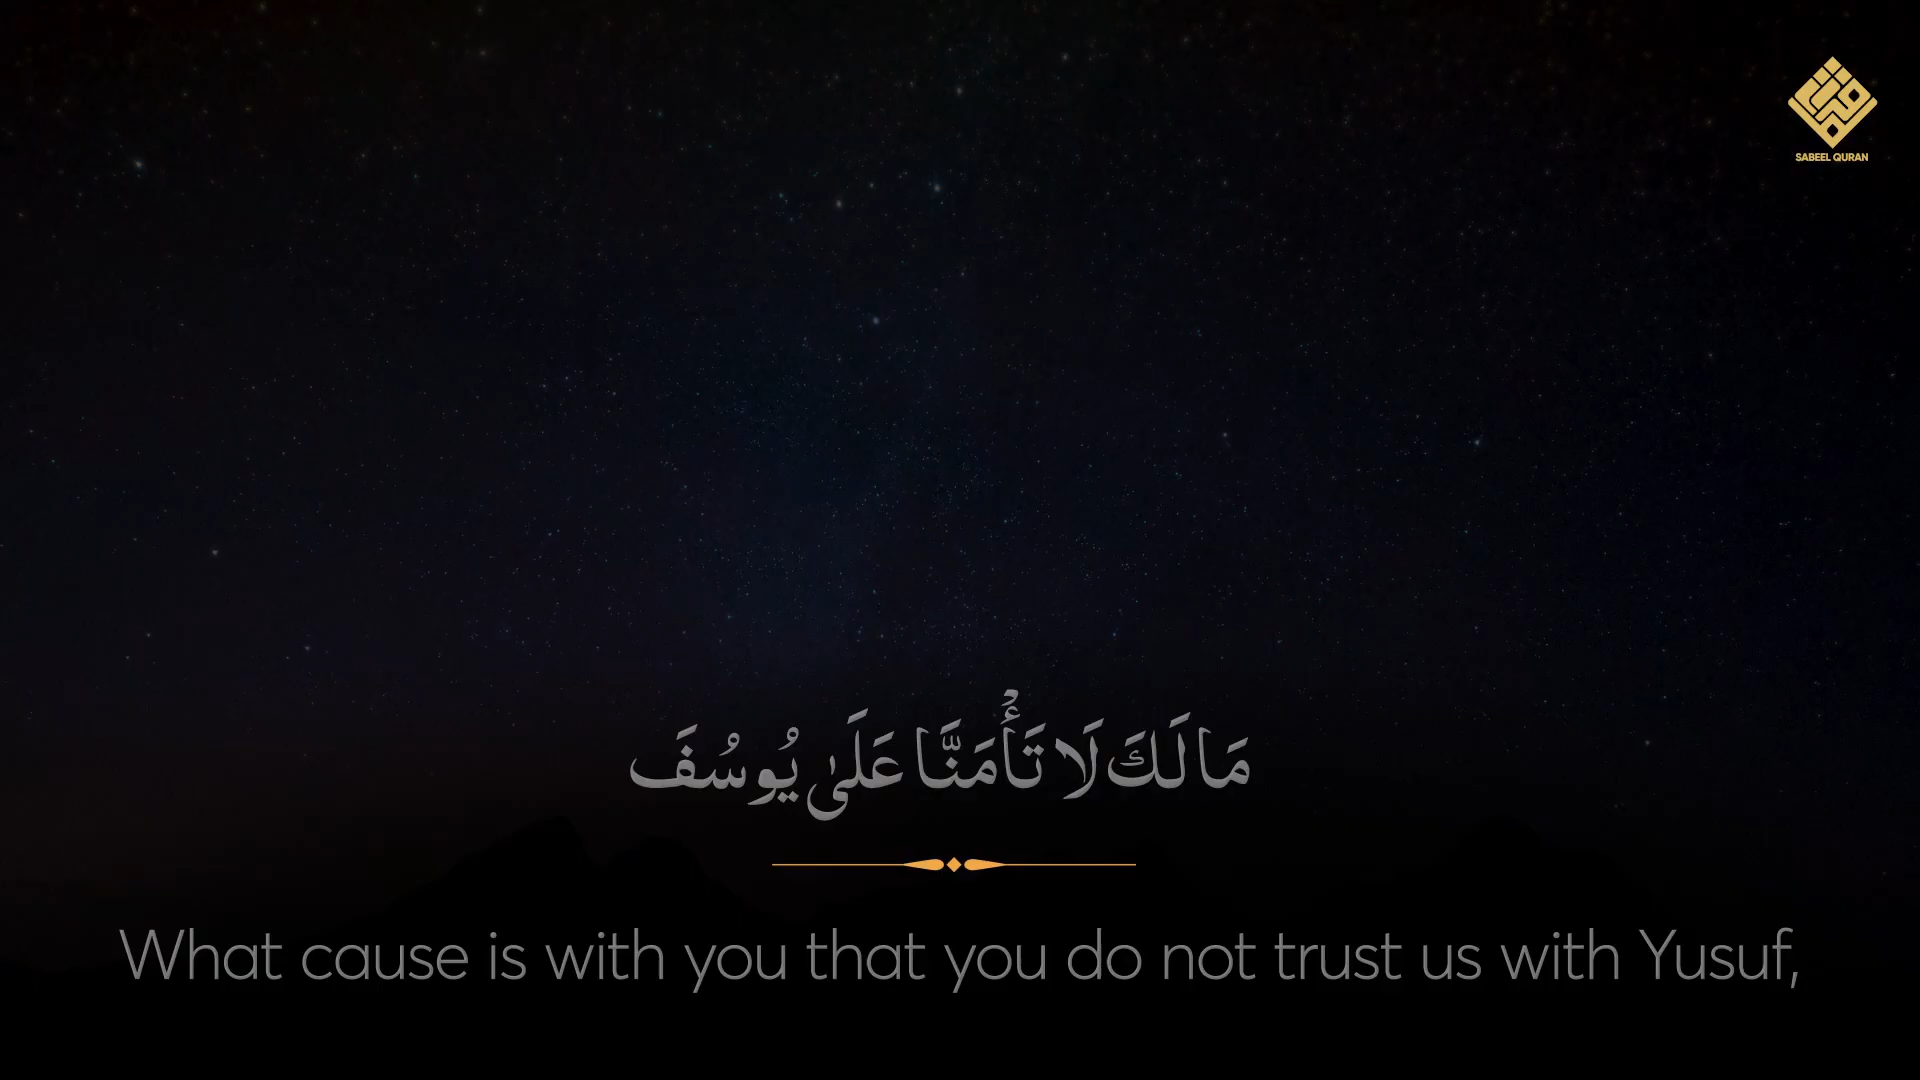 SABEEL QURAN
مَا لَكَ لَا تَأْمَنَّا عَلَىٰ يُوسُفَ
What cause is with you that you do not trust us with Yusuf,